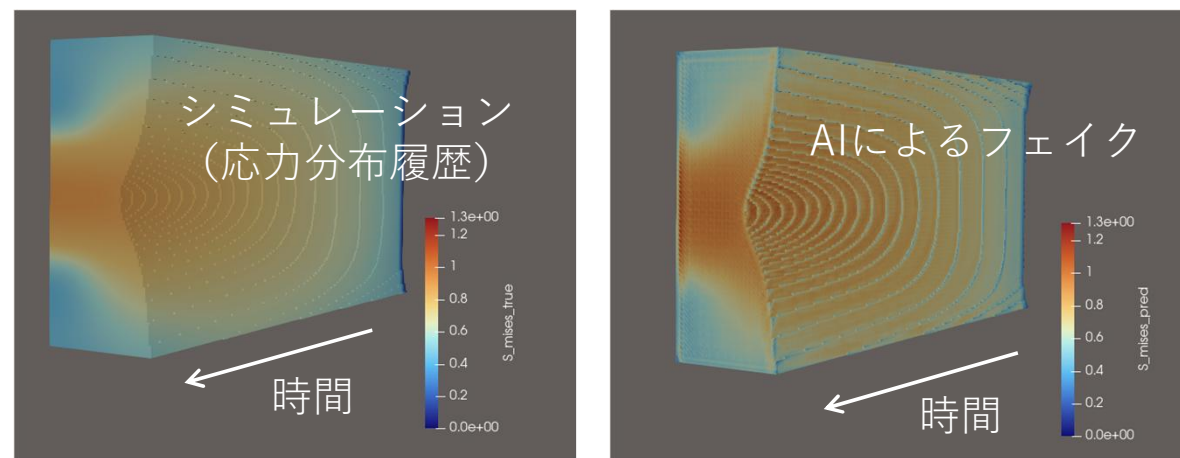 シミュレーション
（応力分布履歴）
1.3e+00
1.2
1
0.8
0.6
0.4
0.2
0.0e+00
S_mises_true
時間
AIによるフェイク
1.3e+00
1.2
1
0.8
0.6
0.4
0.2
0.0e+00
S_mises_pred
時間